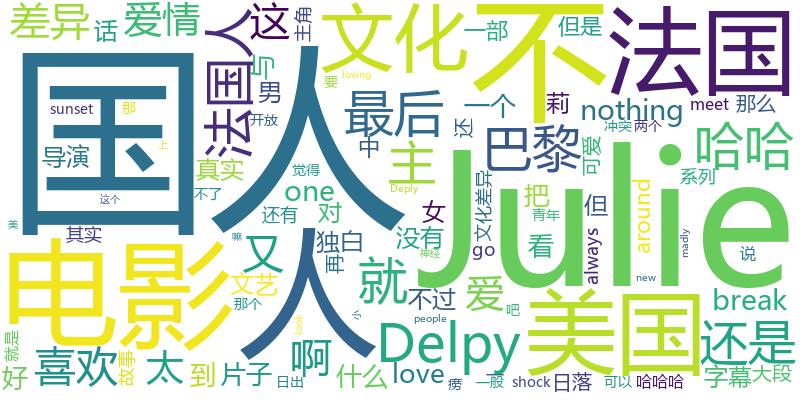 差异 话 爱情 这 主角 文化 一部 但是 不 法国
法国人 与 男
国人 sunset 那 要 loving
最后 一个 莉 nothing meet 那么
导演 开放 上 中 还 巴黎 可爱 冲突 两个 哈哈
真实 觉得 主 Julie
不了 one Deply 文化差异 把 青年 around 系列
这个 还有 对 女 但
美 其实 独白 没有 go 看 always madly 说
电影 嘛 人 再 神经 new
又 就 不过 爱 美国 break
文艺 那个 小 吧 还是
就是 喜欢 故事 太 look 啊 people Delpy
好 到 片子 日出 什么 love 痨 一般 shock 日落 可以 哈哈哈 字幕 大段